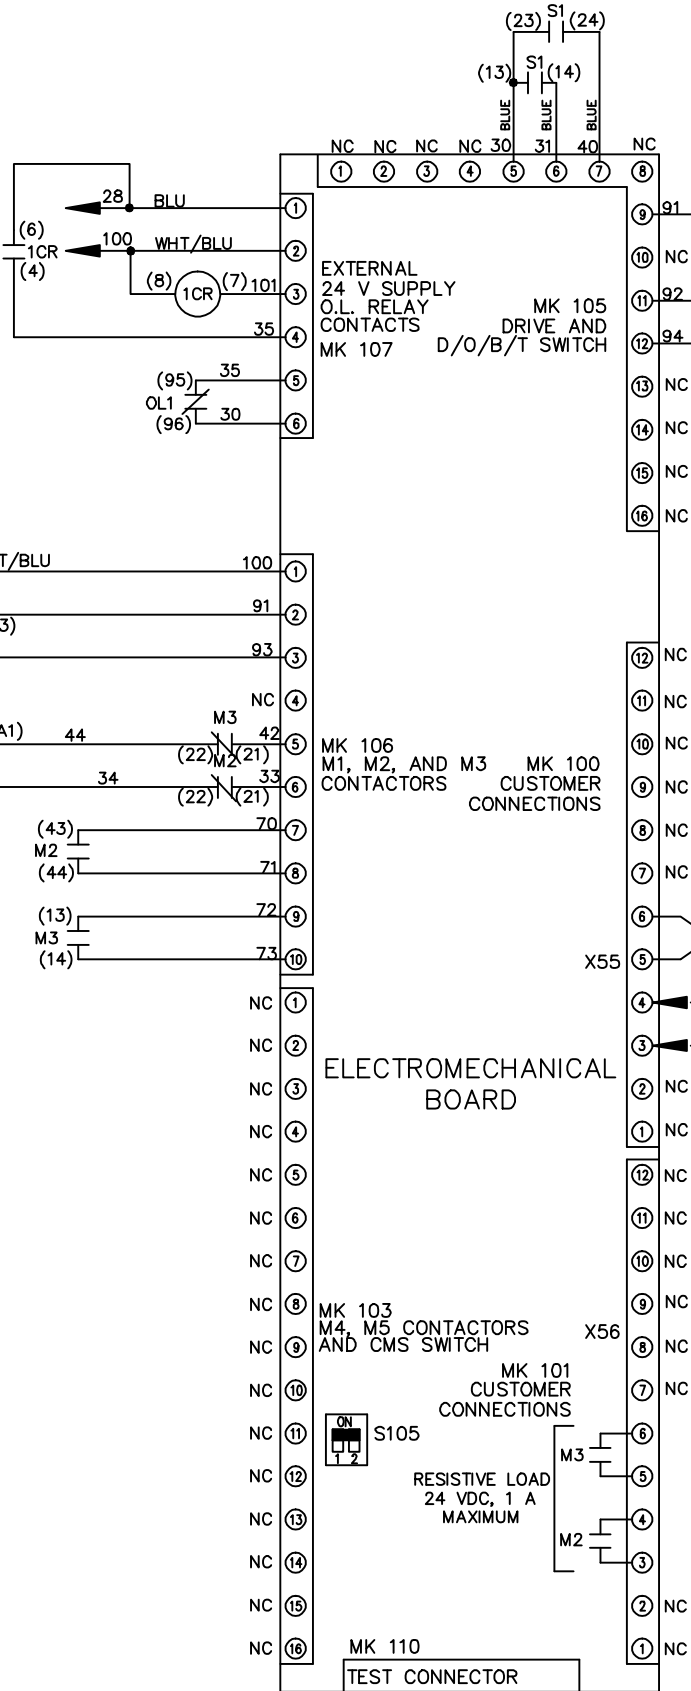 S1
(23) (24)
S1
(13) (14)
BLUE BLUE BLUE
NC NC NC NC 30 31 40 NC
1 2 3 4 5 6 7 8
28 BLU 1
9 91
(6)
1CR
(4)
100 WHT/BLU 2
10 NC
(8) 1CR (7) 101 3
EXTERNAL
24 V SUPPLY
O.L. RELAY
CONTACTS
MK 107
MK 105
DRIVE AND
D/O/B/T SWITCH
11 92
35 4
12 94
(95) 35 5
13 NC
OL1
(96) 30 6
14 NC
15 NC
16 NC
T/BLU 100 1
91 2
3)
93 3
12 NC
NC 4
11 NC
A1) 44 M3 42 5
(22) (21)
10 NC
34 M2 33 6
(22) (21)
9 NC
MK 106
M1, M2, AND M3
CONTACTORS
MK 100
CUSTOMER
CONNECTIONS
(43) 70 7
M2
(44) 71 8
8 NC
7 NC
(13) 72 9
M3
(14) 73 10
6
X55 5
NC 1
4
NC 2
3
ELECTROMECHANICAL
BOARD
NC 3
2 NC
NC 4
1 NC
NC 5
12 NC
NC 6
11 NC
NC 7
10 NC
NC 8
9 NC
MK 103
M4, M5 CONTACTORS
AND CMS SWITCH
X56
NC 9
8 NC
MK 101
CUSTOMER
CONNECTIONS
NC 10
7 NC
NC 11
ON
1 2
S105
6
M3
NC 12
5
RESISTIVE LOAD
24 VDC, 1 A
MAXIMUM
NC 13
4
M2
NC 14
3
NC 15
2 NC
NC 16
1 NC
MK 110
TEST CONNECTOR